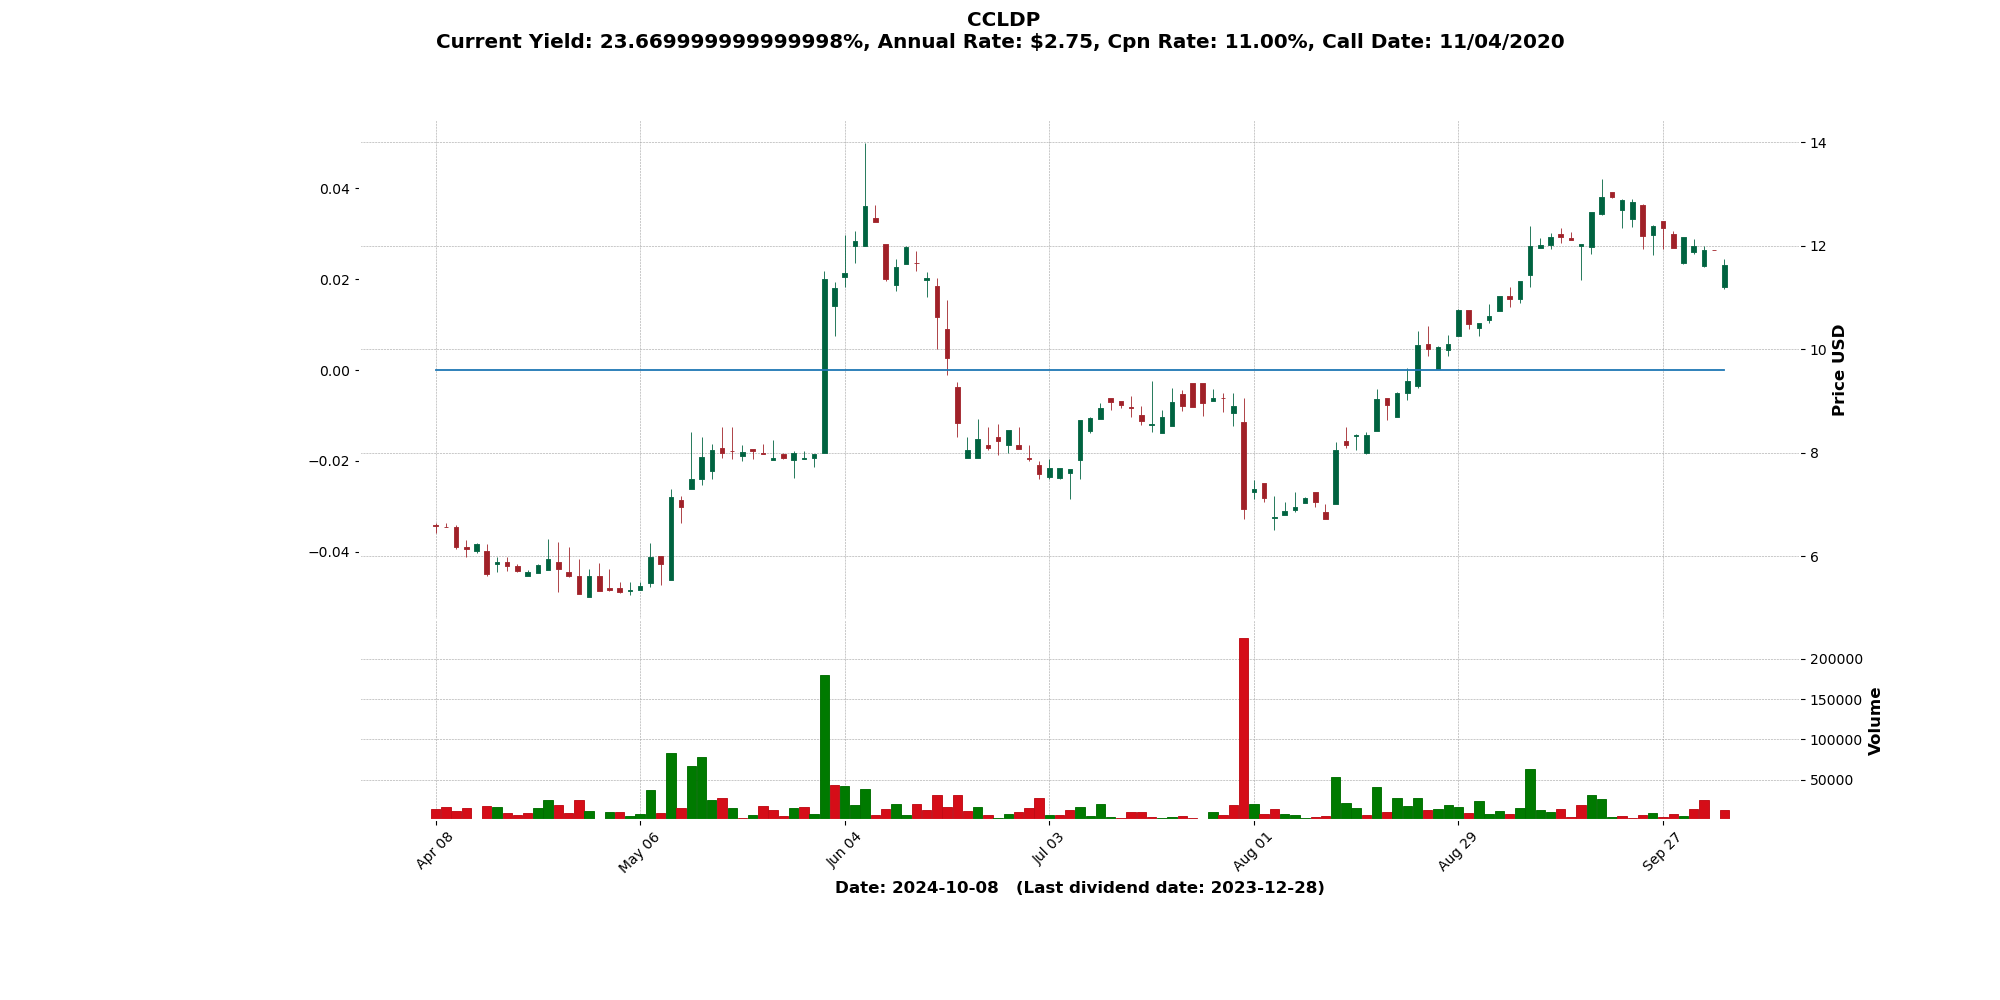 CCLDP
Current Yield: 23.669999999999998%, Annual Rate: $2.75, Cpn Rate: 11.00%, Call Date: 11/04/2020
0.04
0.02
0.00
−0.02
−0.04
14
12
10
8
6
Price USD
200000
150000
100000
50000
Volume
Apr 08
May 06
Jun 04
Jul 03
Aug 01
Aug 29
Sep 27
Date: 2024-10-08   (Last dividend date: 2023-12-28)